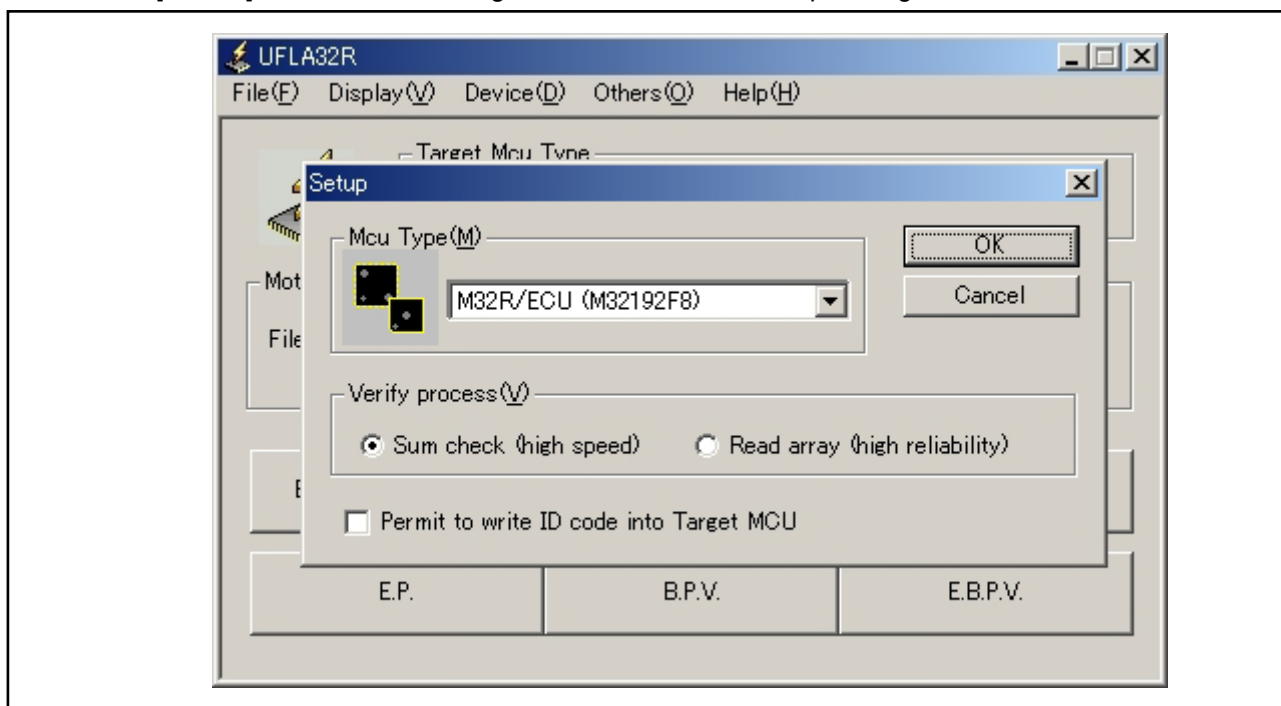 UFLA32R
File(F) Display(V) Device(D) Others(O) Help(H)
Target Mcu Type
Setup
Mcu Type(M)
OK
M32R/ECU (M32192F8)
Cancel
Mot
File
Verify process(V)
Sum check (high speed) Read array (high reliability)
Permit to write ID code into Target MCU
E.P. B.P.V. E.B.P.V.